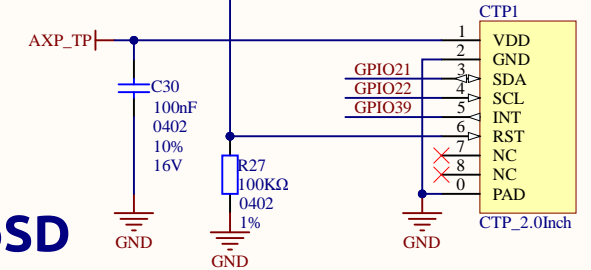 CTP1
AXP_TP
1 VDD
2 GND
GPIO21 3 SDA
GPIO22 4 SCL
GPIO39 5 INT
6 RST
7 NC
8 NC
0 PAD
CTP_2.0Inch
C30
100nF
0402
10%
16V
R27
100KΩ
0402
1%
GND
GND
GND
SD